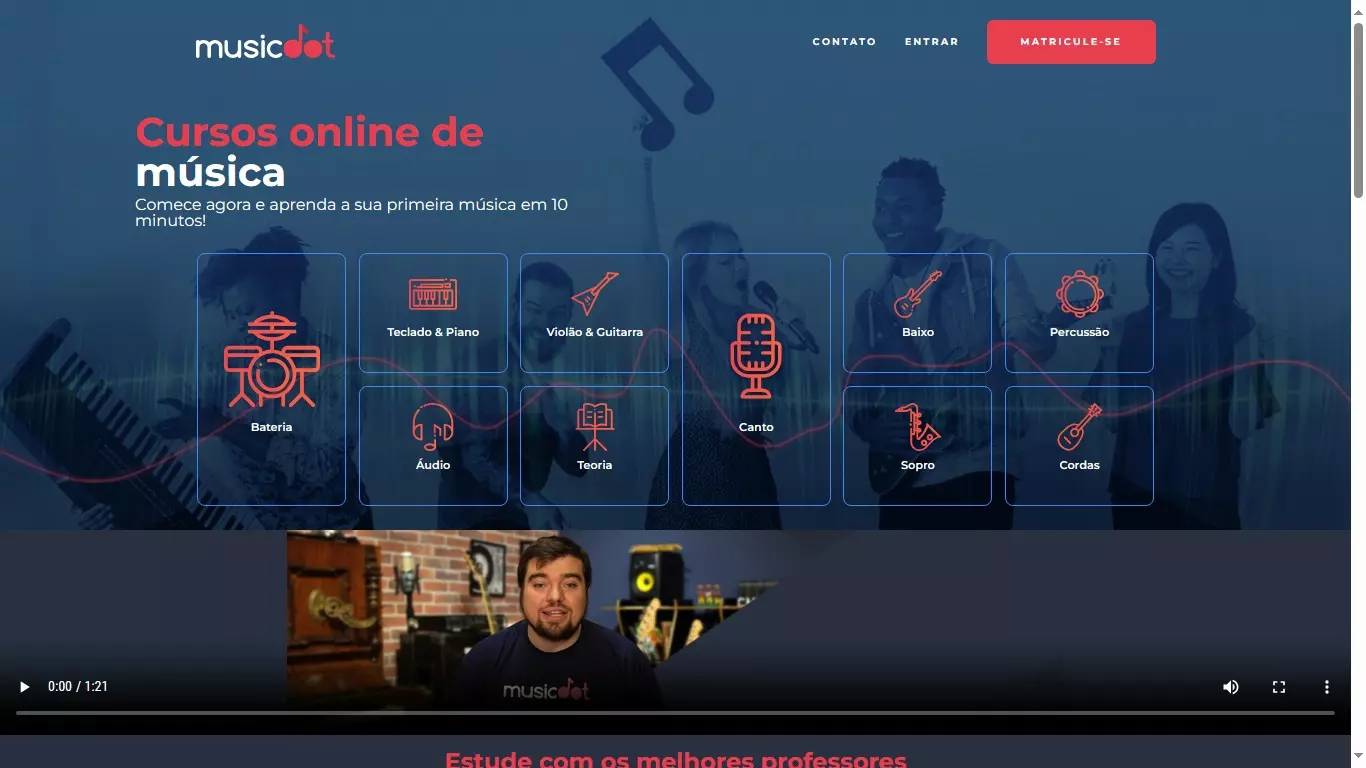 musicdot
CONTATO
ENTRAR
MATRICULE-SE
Cursos online de
música
Comece agora e aprenda a sua primeira música em 10
minutos!
Bateria
Teclado & Piano
Violão & Guitarra
Canto
Baixo
Percussão
Áudio
Teoria
Sopro
Cordas
musicdot
0:00 / 1:21
Estude com os melhores professores